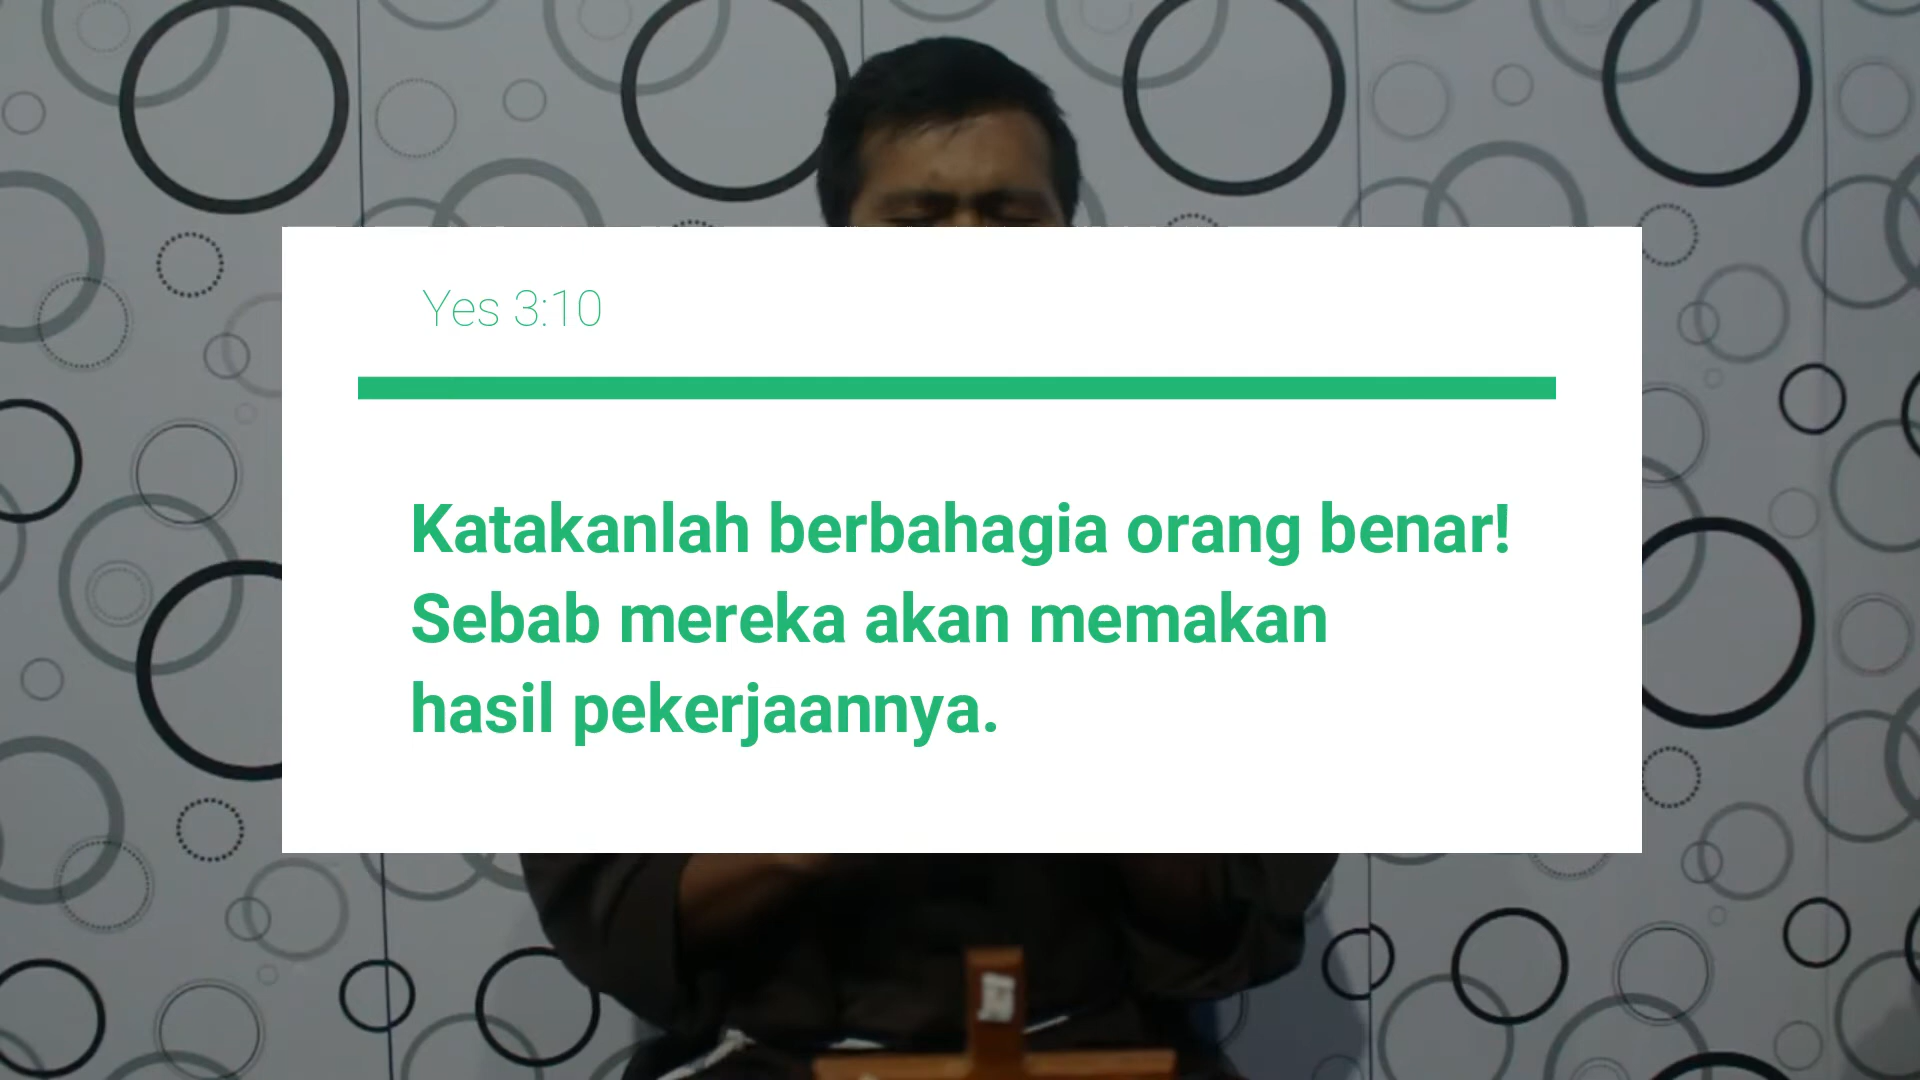 Yes 3:10
Katakanlah berbahagia orang benar!
Sebab mereka akan memakan
hasil pekerjaannya.